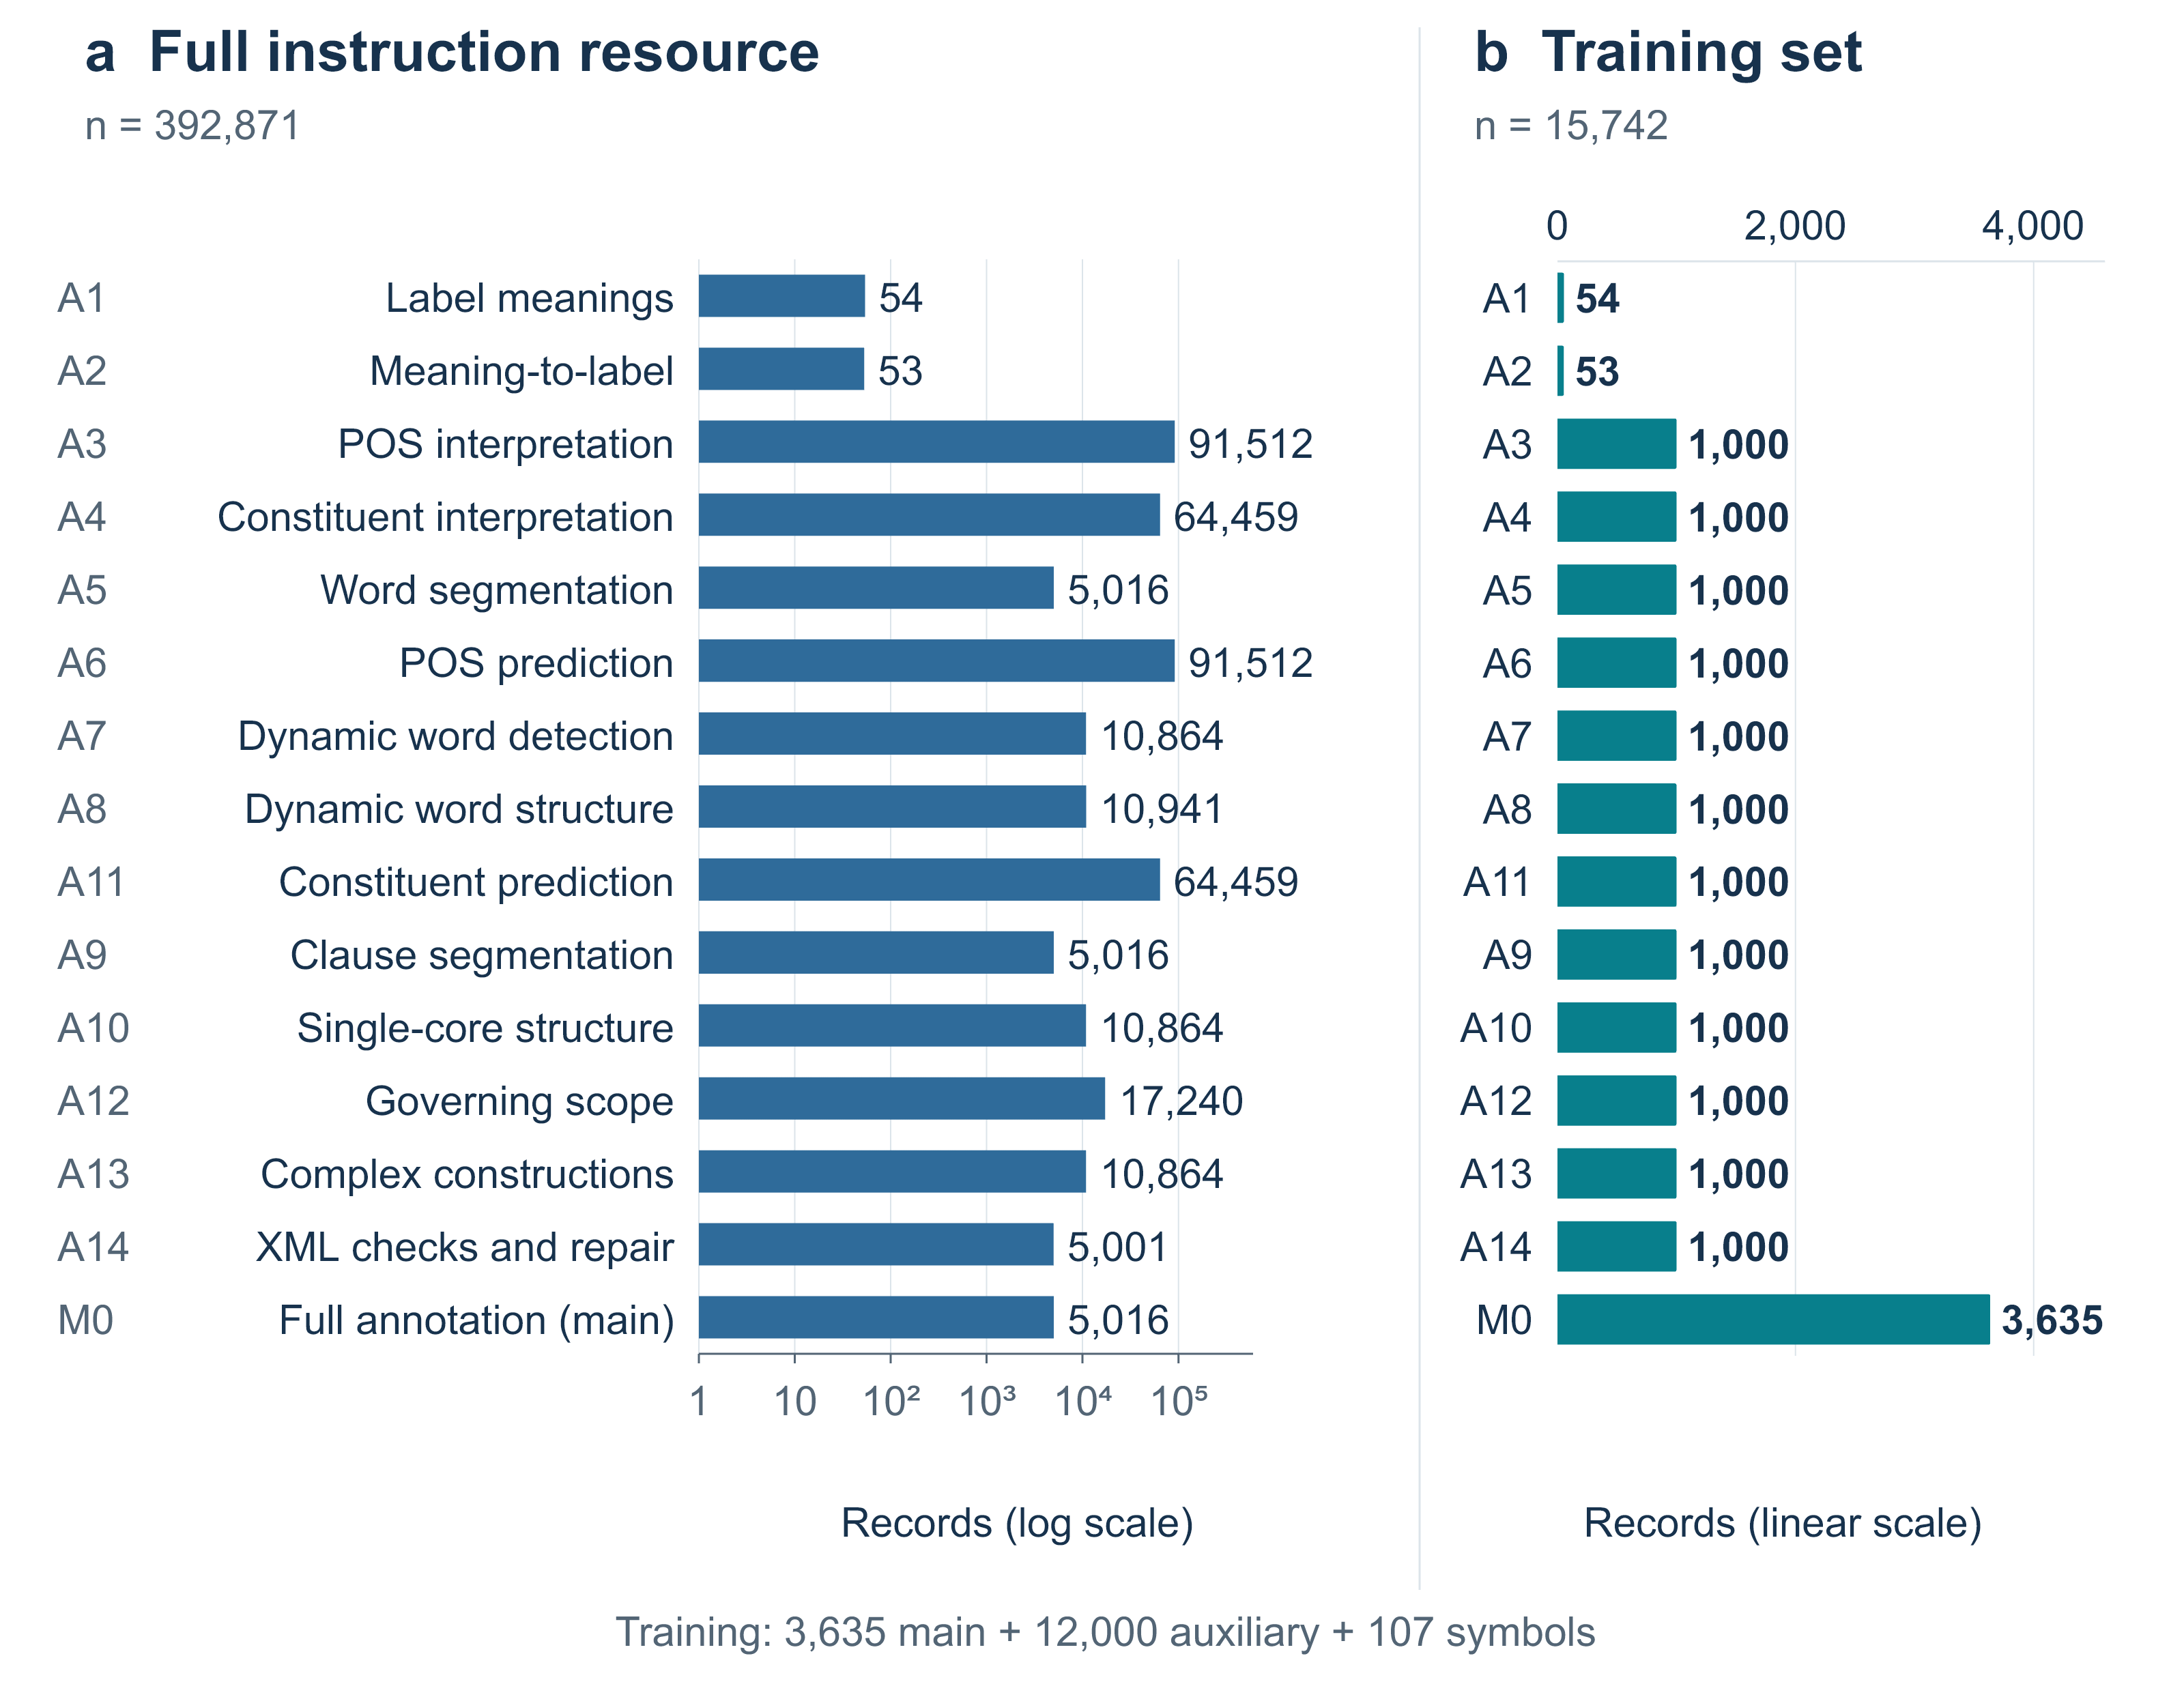 a Full instruction resource
n = 392,871
A1 Label meanings 54
A2 Meaning-to-label 53
A3 POS interpretation 91,512
A4 Constituent interpretation 64,459
A5 Word segmentation 5,016
A6 POS prediction 91,512
A7 Dynamic word detection 10,864
A8 Dynamic word structure 10,941
A11 Constituent prediction 64,459
A9 Clause segmentation 5,016
A10 Single-core structure 10,864
A12 Governing scope 17,240
A13 Complex constructions 10,864
A14 XML checks and repair 5,001
M0 Full annotation (main) 5,016
1 10 10² 10³ 10⁴ 10⁵
Records (log scale)
b Training set
n = 15,742
0 2,000 4,000
A1 54
A2 53
A3 1,000
A4 1,000
A5 1,000
A6 1,000
A7 1,000
A8 1,000
A11 1,000
A9 1,000
A10 1,000
A12 1,000
A13 1,000
A14 1,000
M0 3,635
Records (linear scale)
Training: 3,635 main + 12,000 auxiliary + 107 symbols